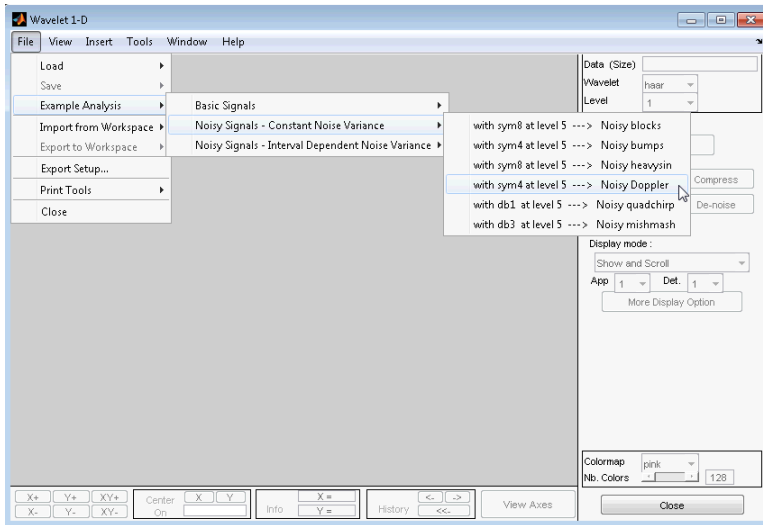 Wavelet 1-D
File View Insert Tools Window Help
Load
Save
Example Analysis
Import from Workspace
Export to Workspace
Export Setup...
Print Tools
Close
Basic Signals
Noisy Signals - Constant Noise Variance
Noisy Signals - Interval Dependent Noise Variance
with sym8 at level 5 ---> Noisy blocks
with sym4 at level 5 ---> Noisy bumps
with sym8 at level 5 ---> Noisy heavysin
with sym4 at level 5 ---> Noisy Doppler
with db1 at level 5 ---> Noisy quadchirp
with db3 at level 5 ---> Noisy mishmash
Data (Size)
Wavelet haar
Level 1
Compress
De-noise
Display mode :
Show and Scroll
App 1 Det. 1
More Display Option
Colormap pink
Nb. Colors 128
Close
X+ Y+ XY+
X- Y- XY-
Center On X Y
Info X = Y =
History <- -> <<-
View Axes